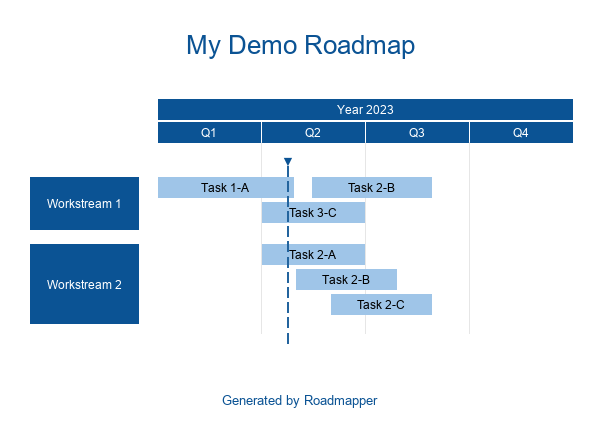 My Demo Roadmap
Year 2023
Q1 Q2 Q3 Q4
Workstream 1
Task 1-A Task 2-B
Task 3-C
Workstream 2
Task 2-A
Task 2-B
Task 2-C
Generated by Roadmapper